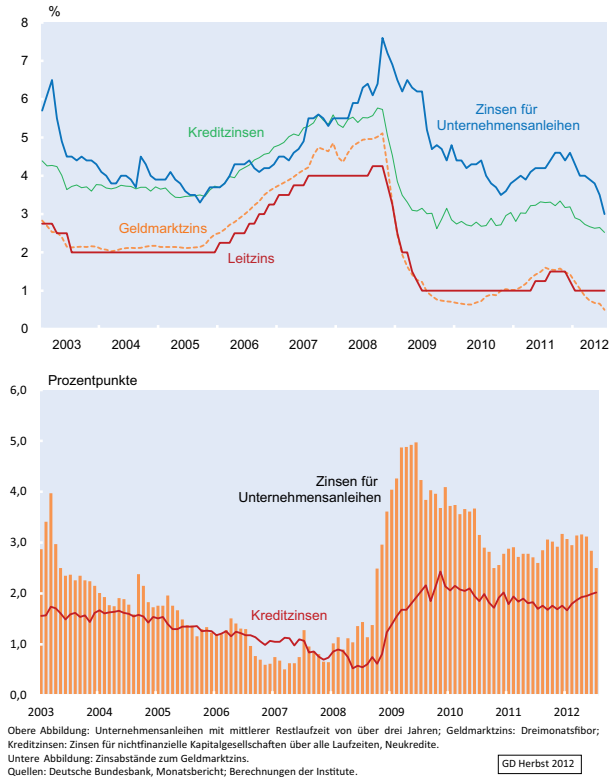 %
8
7
6
5
4
3
2
1
0
Zinsen für
Unternehmensanleihen
Kreditzinsen
Geldmarktzins
Leitzins
2003 2004 2005 2006 2007 2008 2009 2010 2011 2012
Prozentpunkte
6,0
5,0
4,0
3,0
2,0
1,0
0,0
Zinsen für
Unternehmensanleihen
Kreditzinsen
2003 2004 2005 2006 2007 2008 2009 2010 2011 2012
Obere Abbildung: Unternehmensanleihen mit mittlerer Restlaufzeit von über drei Jahren; Geldmarktzins: Dreimonatsfibor;
Kreditzinsen: Zinsen für nichtfinanzielle Kapitalgesellschaften über alle Laufzeiten, Neukredite.
Untere Abbildung: Zinsabstände zum Geldmarktzins.
Quellen: Deutsche Bundesbank, Monatsbericht; Berechnungen der Institute.
GD Herbst 2012